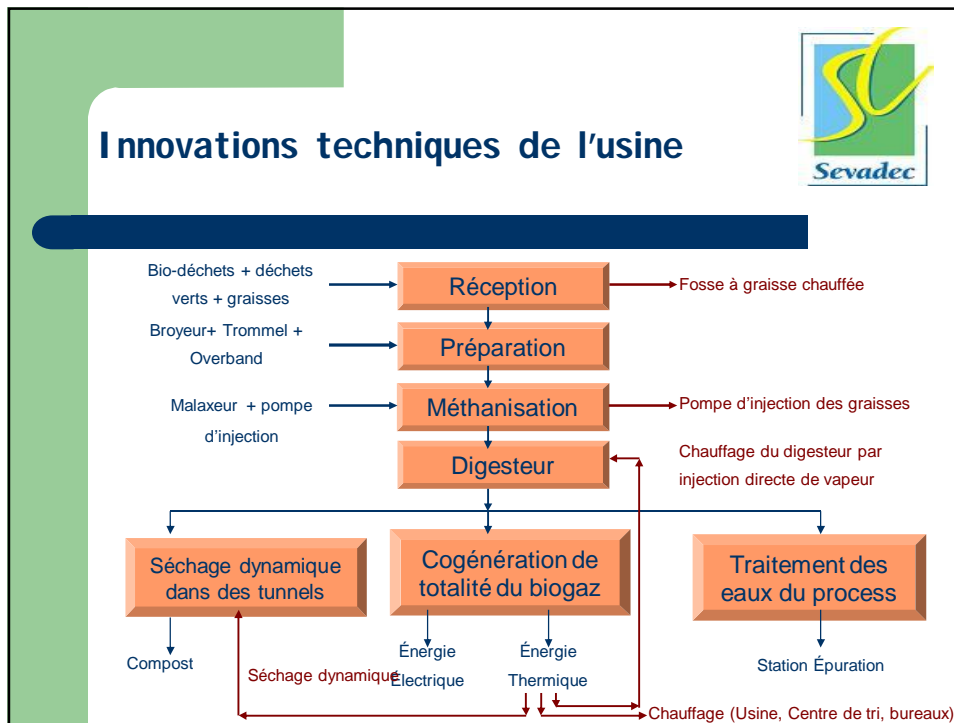 Innovations techniques de l'usine
Sevadec
Bio-déchets + déchets
verts + graisses
Réception
Fosse à graisse chauffée
Broyeur+ Trommel +
Overband
Préparation
Malaxeur + pompe
d'injection
Méthanisation
Pompe d'injection des graisses
Digesteur
Chauffage du digesteur par
injection directe de vapeur
Séchage dynamique
dans des tunnels
Cogénération de
totalité du biogaz
Traitement des
eaux du process
Compost
Séchage dynamique
Énergie
Électrique
Énergie
Thermique
Station Épuration
Chauffage (Usine, Centre de tri, bureaux)